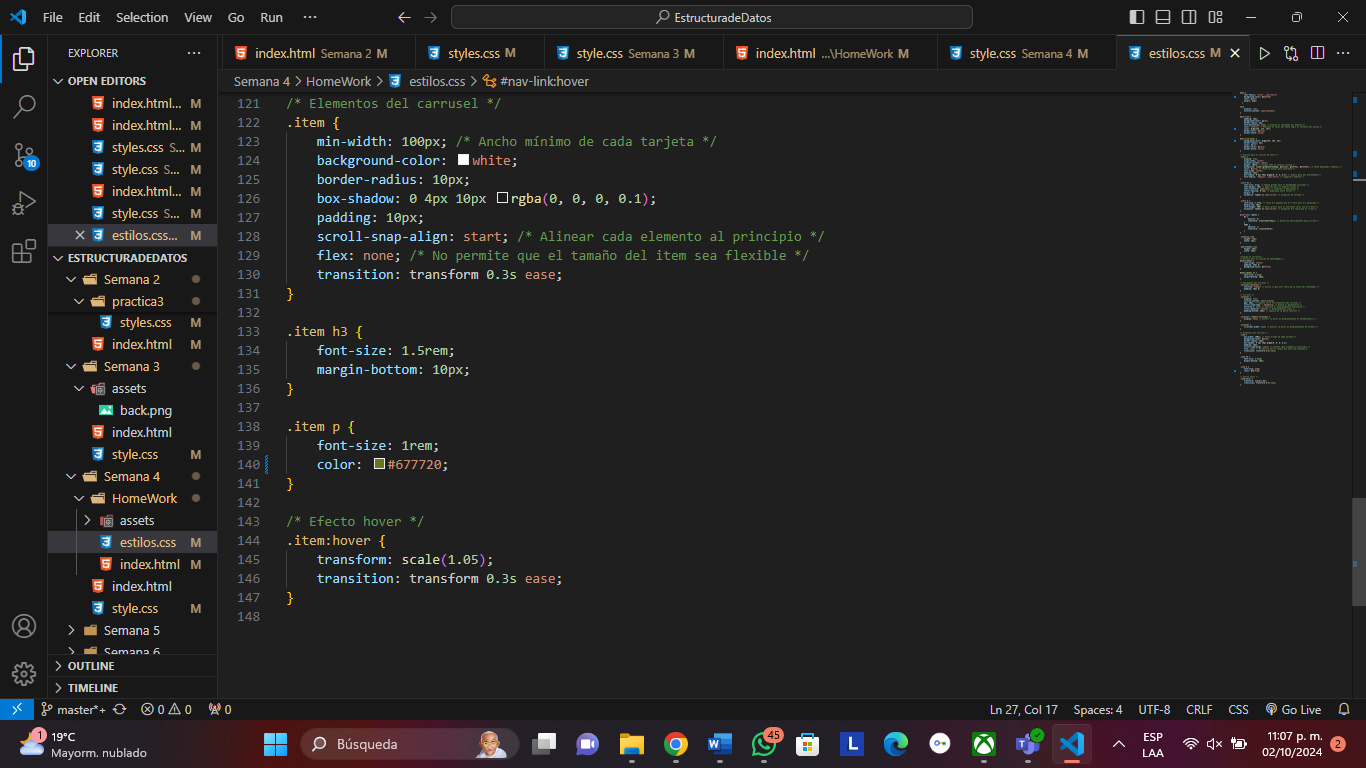 File Edit Selection View Go Run ··· EstructuradeDatos
EXPLORER ···
OPEN EDITORS
index.html... M
index.html... M
styles.css S... M
style.css S... M
index.html... M
style.css S... M
estilos.css... M
ESTRUCTURADEDATOS
Semana 2
practica3
styles.css M
index.html M
Semana 3
assets
back.png
index.html
style.css M
Semana 4
HomeWork
assets
estilos.css M
index.html M
index.html
style.css M
Semana 5
Semana 6
OUTLINE
TIMELINE
index.html Semana 2 M styles.css M style.css Semana 3 M index.html ...\HomeWork M style.css Semana 4 M estilos.css M
Semana 4 > HomeWork > estilos.css > #nav-link:hover
121 /* Elementos del carrusel */
122 .item {
123 min-width: 100px; /* Ancho mínimo de cada tarjeta */
124 background-color: white;
125 border-radius: 10px;
126 box-shadow: 0 4px 10px rgba(0, 0, 0, 0.1);
127 padding: 10px;
128 scroll-snap-align: start; /* Alinear cada elemento al principio */
129 flex: none; /* No permite que el tamaño del item sea flexible */
130 transition: transform 0.3s ease;
131 }
132
133 .item h3 {
134 font-size: 1.5rem;
135 margin-bottom: 10px;
136 }
137
138 .item p {
139 font-size: 1rem;
140 color: #677720;
141 }
142
143 /* Efecto hover */
144 .item:hover {
145 transform: scale(1.05);
146 transition: transform 0.3s ease;
147 }
148
10
master*+ 0 0 0 Ln 27, Col 17 Spaces: 4 UTF-8 CRLF CSS Go Live
1 19°C
Mayorm. nublado
Búsqueda
45
L
ESP
LAA
11:07 p. m.
02/10/2024
2